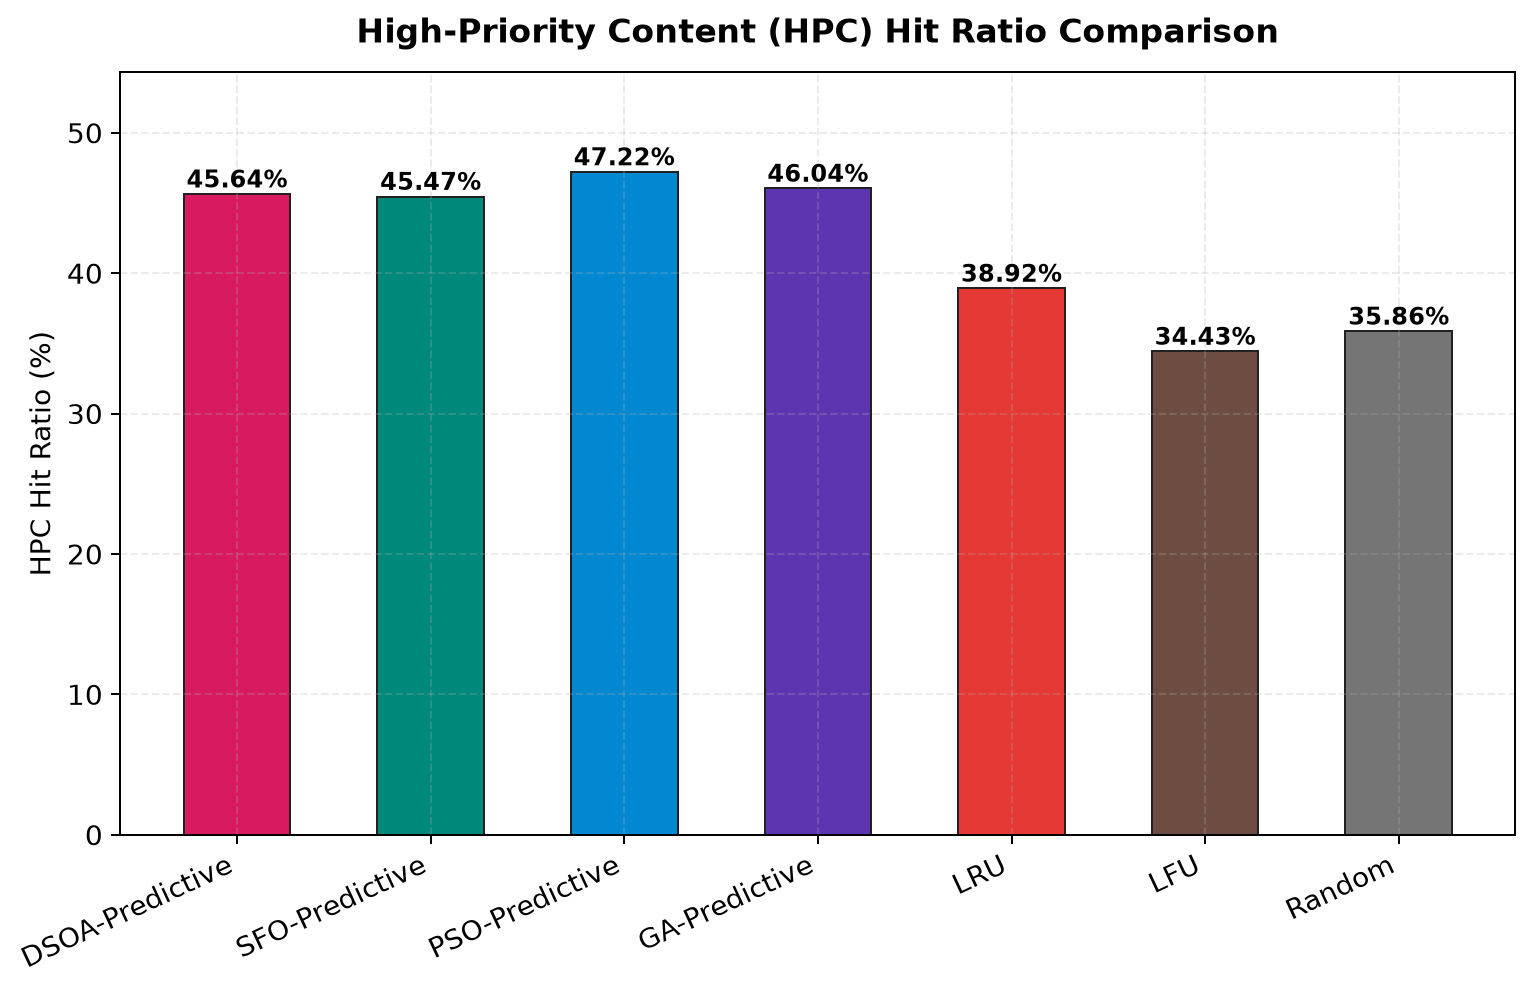 High-Priority Content (HPC) Hit Ratio Comparison
HPC Hit Ratio (%)
50
40
30
20
10
0
45.64%
45.47%
47.22%
46.04%
38.92%
34.43%
35.86%
DSOA-Predictive
SFO-Predictive
PSO-Predictive
GA-Predictive
LRU
LFU
Random